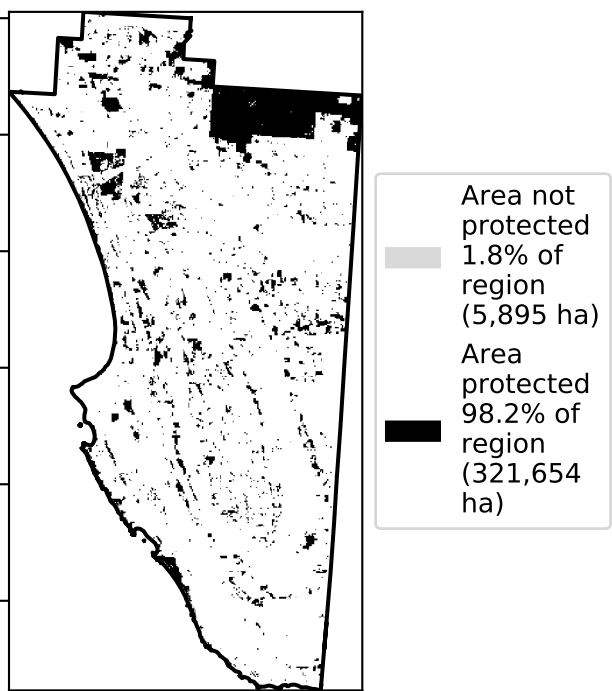 Area not
protected
1.8% of
region
(5,895 ha)
Area
protected
98.2% of
region
(321,654
ha)